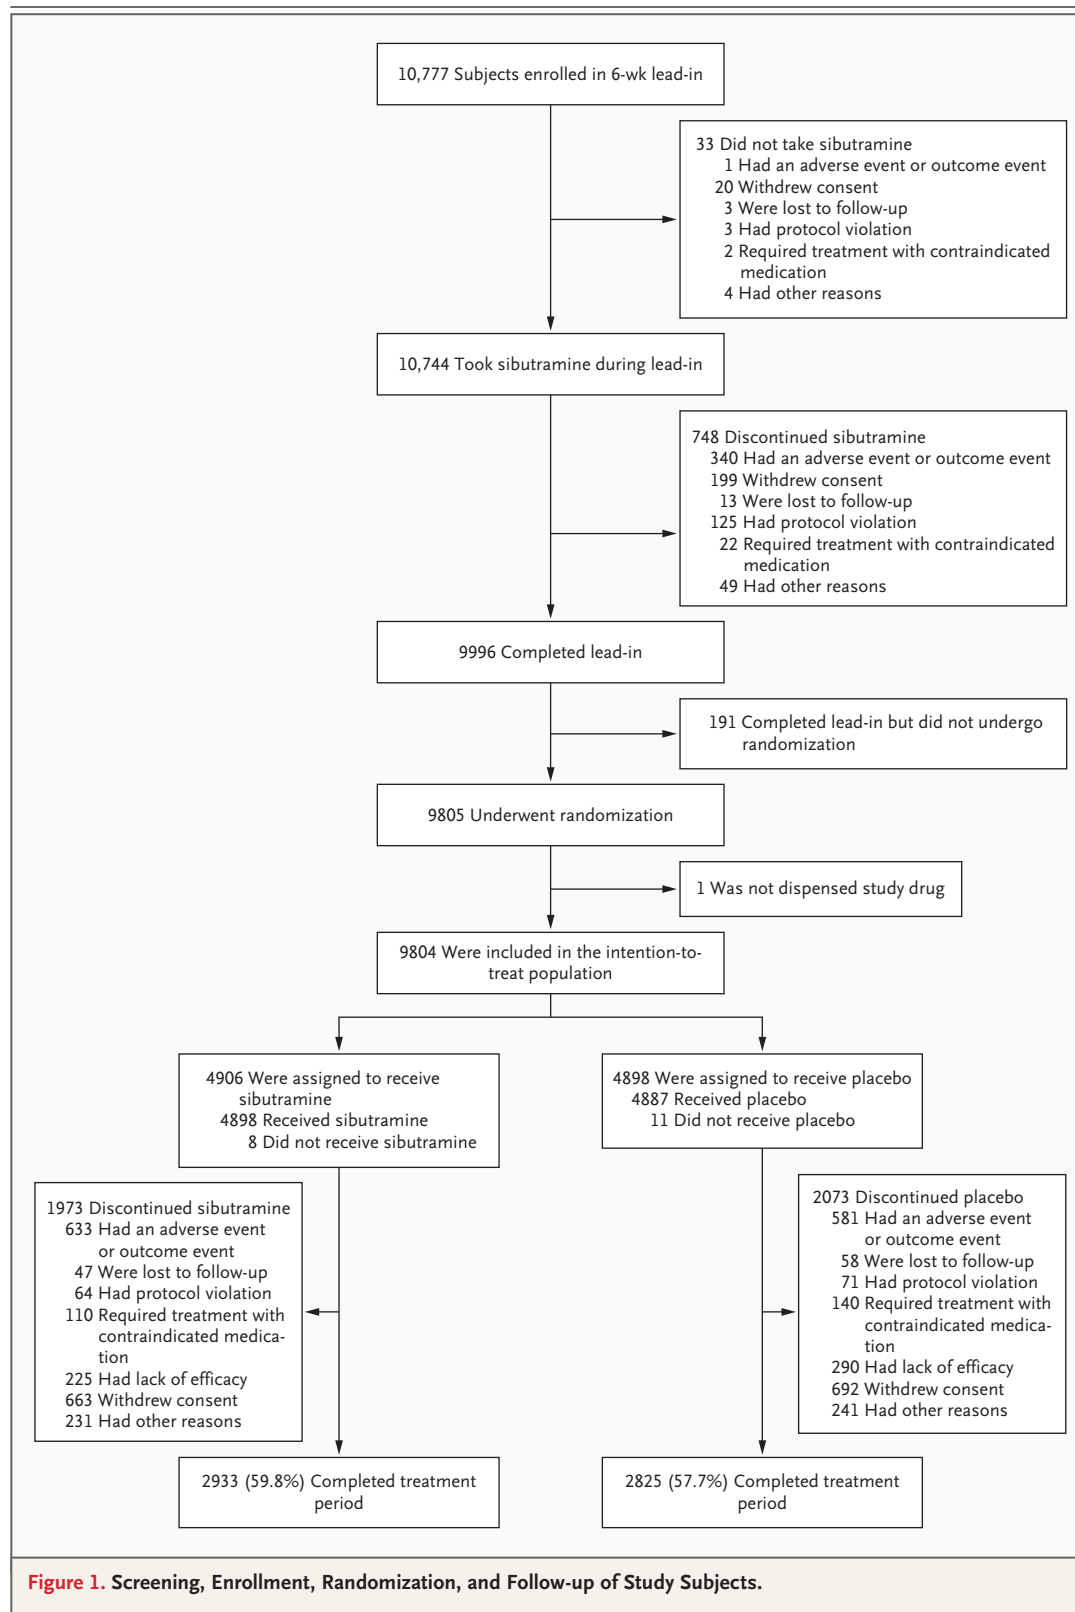 10,777 Subjects enrolled in 6-wk lead-in
33 Did not take sibutramine
1 Had an adverse event or outcome event
20 Withdrew consent
3 Were lost to follow-up
3 Had protocol violation
2 Required treatment with contraindicated
medication
4 Had other reasons
10,744 Took sibutramine during lead-in
748 Discontinued sibutramine
340 Had an adverse event or outcome event
199 Withdrew consent
13 Were lost to follow-up
125 Had protocol violation
22 Required treatment with contraindicated
medication
49 Had other reasons
9996 Completed lead-in
191 Completed lead-in but did not undergo
randomization
9805 Underwent randomization
1 Was not dispensed study drug
9804 Were included in the intention-to-
treat population
4906 Were assigned to receive
sibutramine
4898 Received sibutramine
8 Did not receive sibutramine
4898 Were assigned to receive placebo
4887 Received placebo
11 Did not receive placebo
1973 Discontinued sibutramine
633 Had an adverse event
or outcome event
47 Were lost to follow-up
64 Had protocol violation
110 Required treatment with
contraindicated medica-
tion
225 Had lack of efficacy
663 Withdrew consent
231 Had other reasons
2073 Discontinued placebo
581 Had an adverse event
or outcome event
58 Were lost to follow-up
71 Had protocol violation
140 Required treatment with
contraindicated medica-
tion
290 Had lack of efficacy
692 Withdrew consent
241 Had other reasons
2933 (59.8%) Completed treatment
period
2825 (57.7%) Completed treatment
period
Figure 1. Screening, Enrollment, Randomization, and Follow-up of Study Subjects.